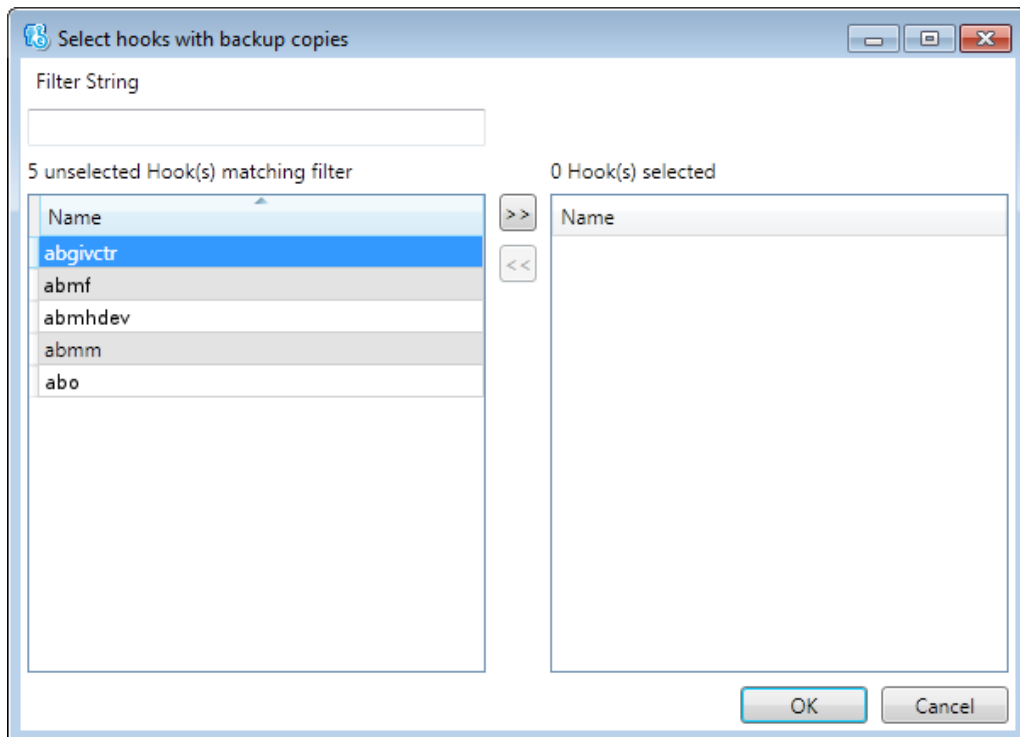 Select hooks with backup copies
Filter String
5 unselected Hook(s) matching filter
0 Hook(s) selected
Name
>>
Name
abgivctr
<<
abmf
abmhdev
abmm
abo
OK
Cancel